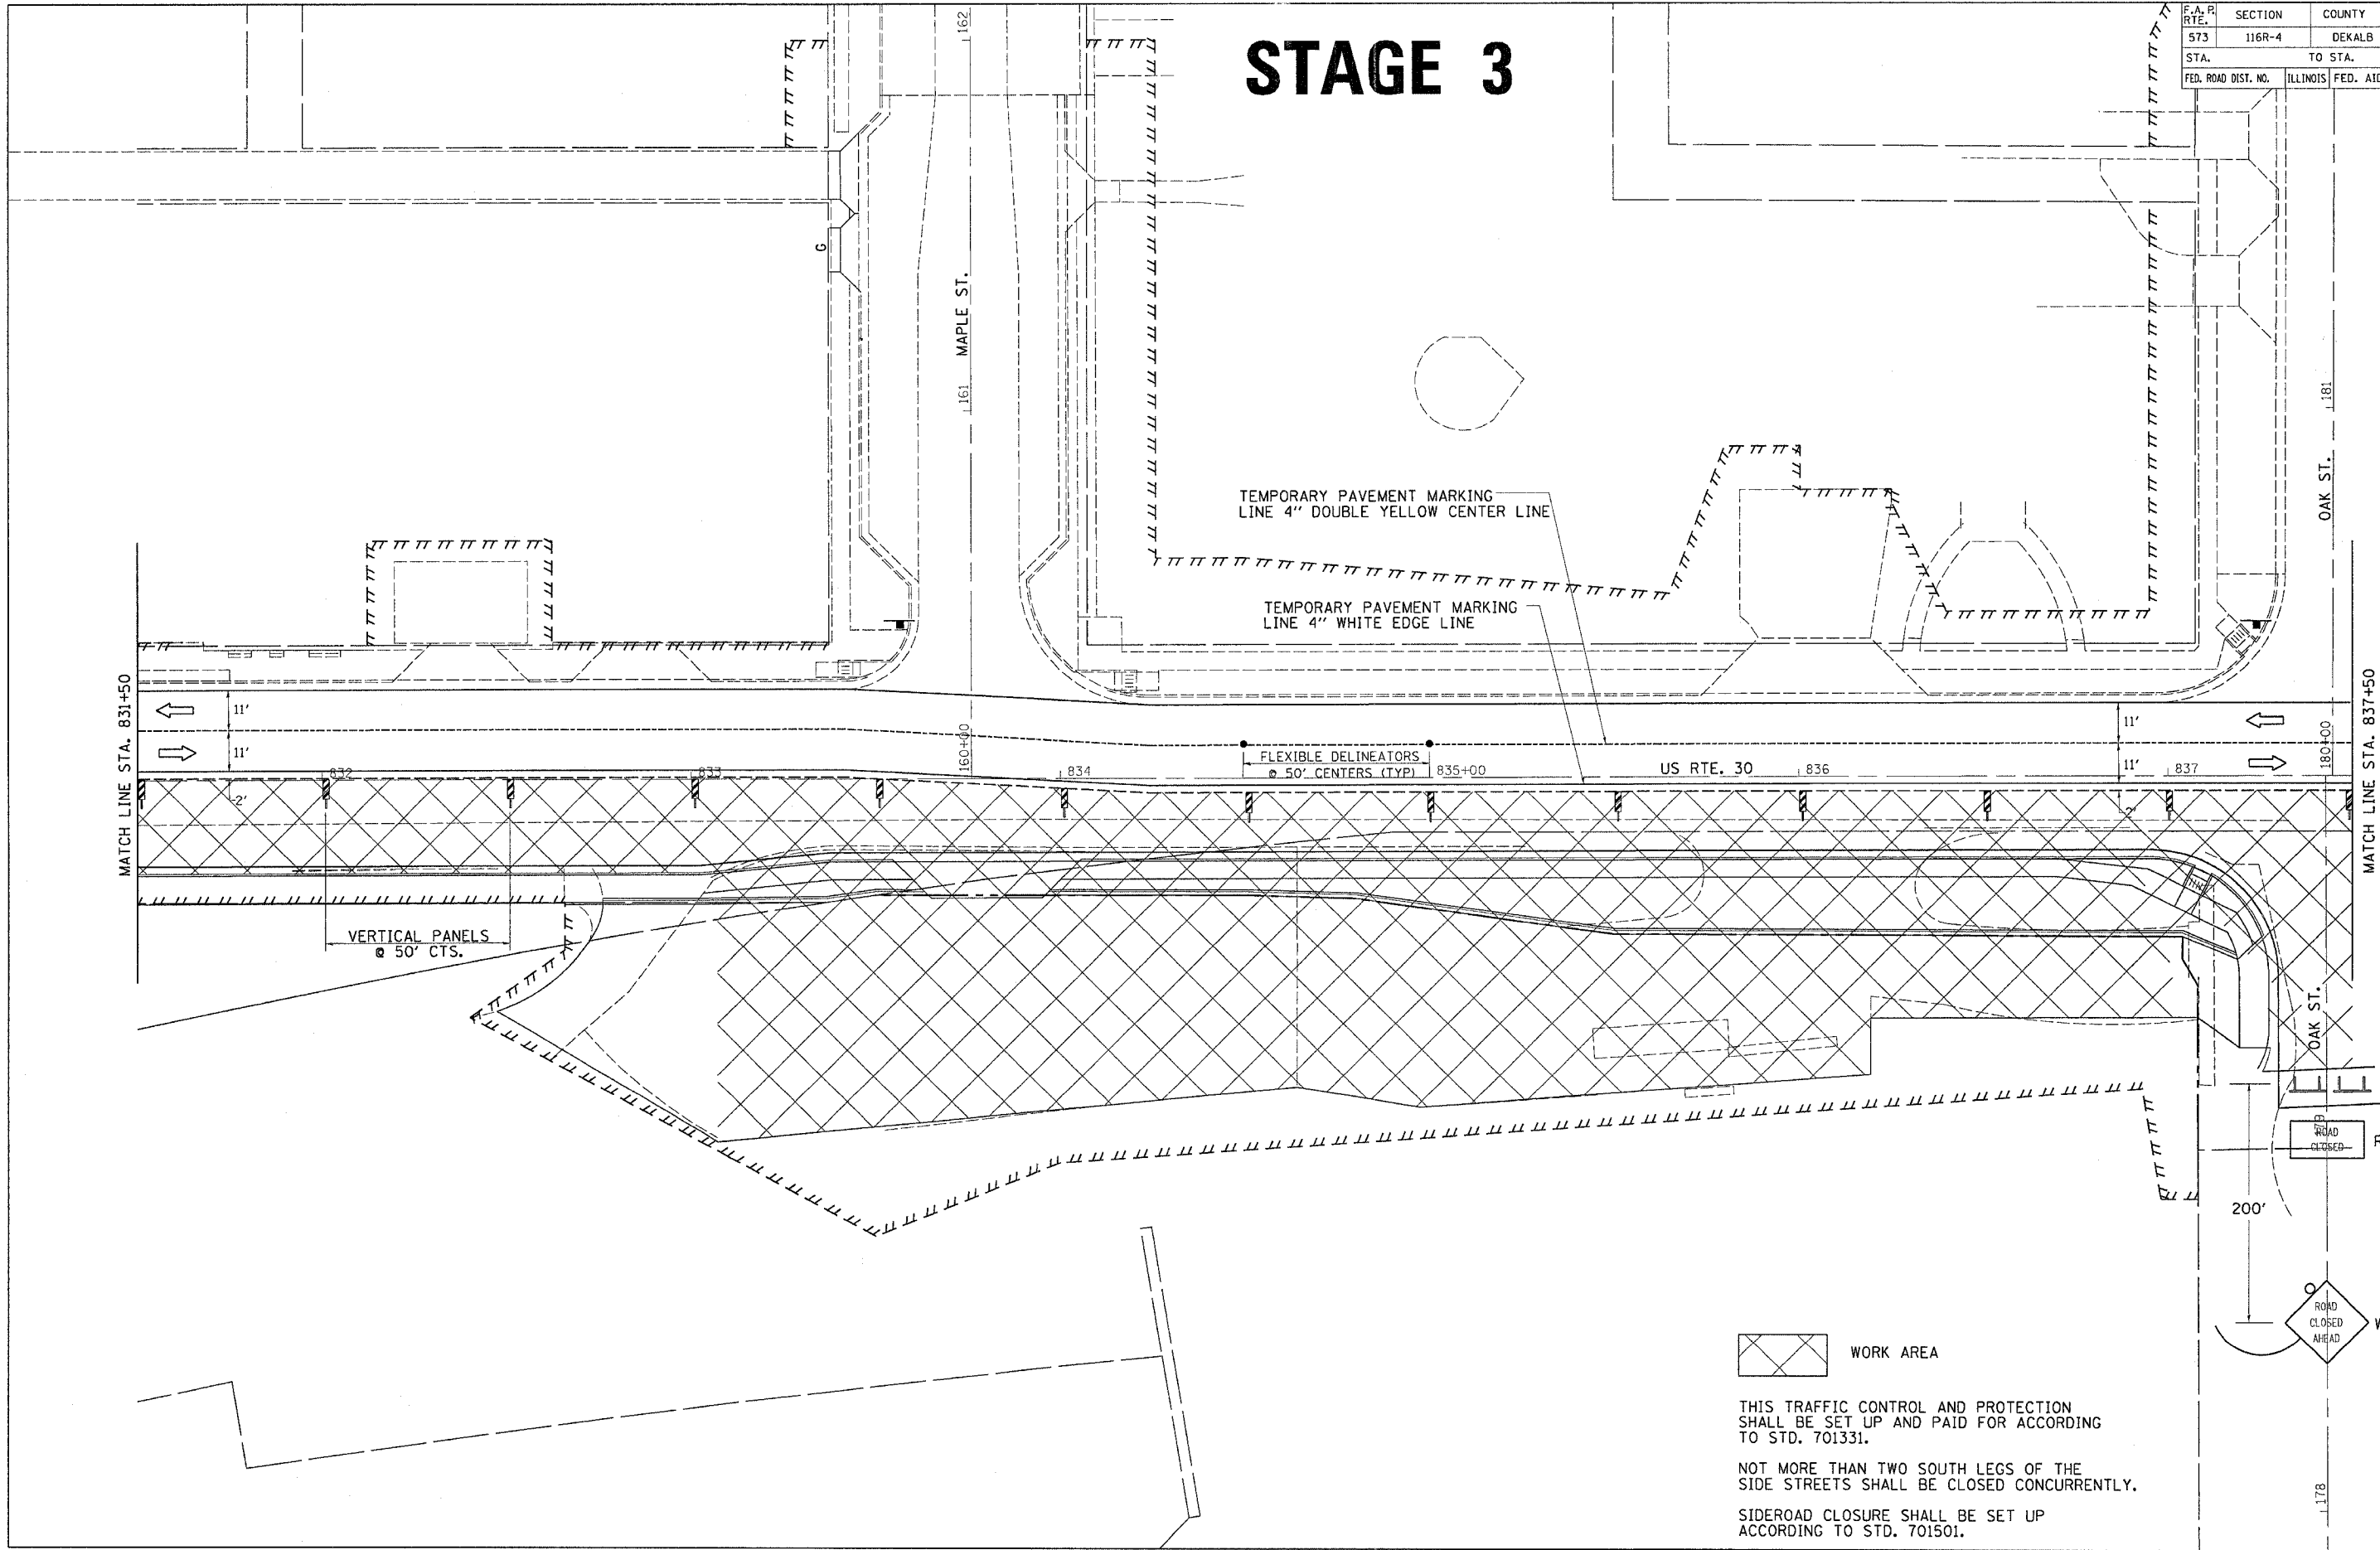 STAGE 3
F.A.P. RTE. SECTION COUNTY
573 116R-4 DEKALB
STA. TO STA.
FED. ROAD DIST. NO. ILLINOIS FED. AID
162
MAPLE ST.
161
G
181
OAK ST.
TEMPORARY PAVEMENT MARKING
LINE 4" DOUBLE YELLOW CENTER LINE
TEMPORARY PAVEMENT MARKING
LINE 4" WHITE EDGE LINE
MATCH LINE STA. 831+50
MATCH LINE STA. 837+50
11'
11'
11'
11'
160+00
180+00
FLEXIBLE DELINEATORS
@ 50' CENTERS (TYP)
832
833
834
835+00
US RTE. 30
836
837
2'
2'
VERTICAL PANELS
@ 50' CTS.
OAK ST.
179
ROAD
CLOSED
R
200'
ROAD
CLOSED
AHEAD
W
178
WORK AREA
THIS TRAFFIC CONTROL AND PROTECTION
SHALL BE SET UP AND PAID FOR ACCORDING
TO STD. 701331.
NOT MORE THAN TWO SOUTH LEGS OF THE
SIDE STREETS SHALL BE CLOSED CONCURRENTLY.
SIDEROAD CLOSURE SHALL BE SET UP
ACCORDING TO STD. 701501.